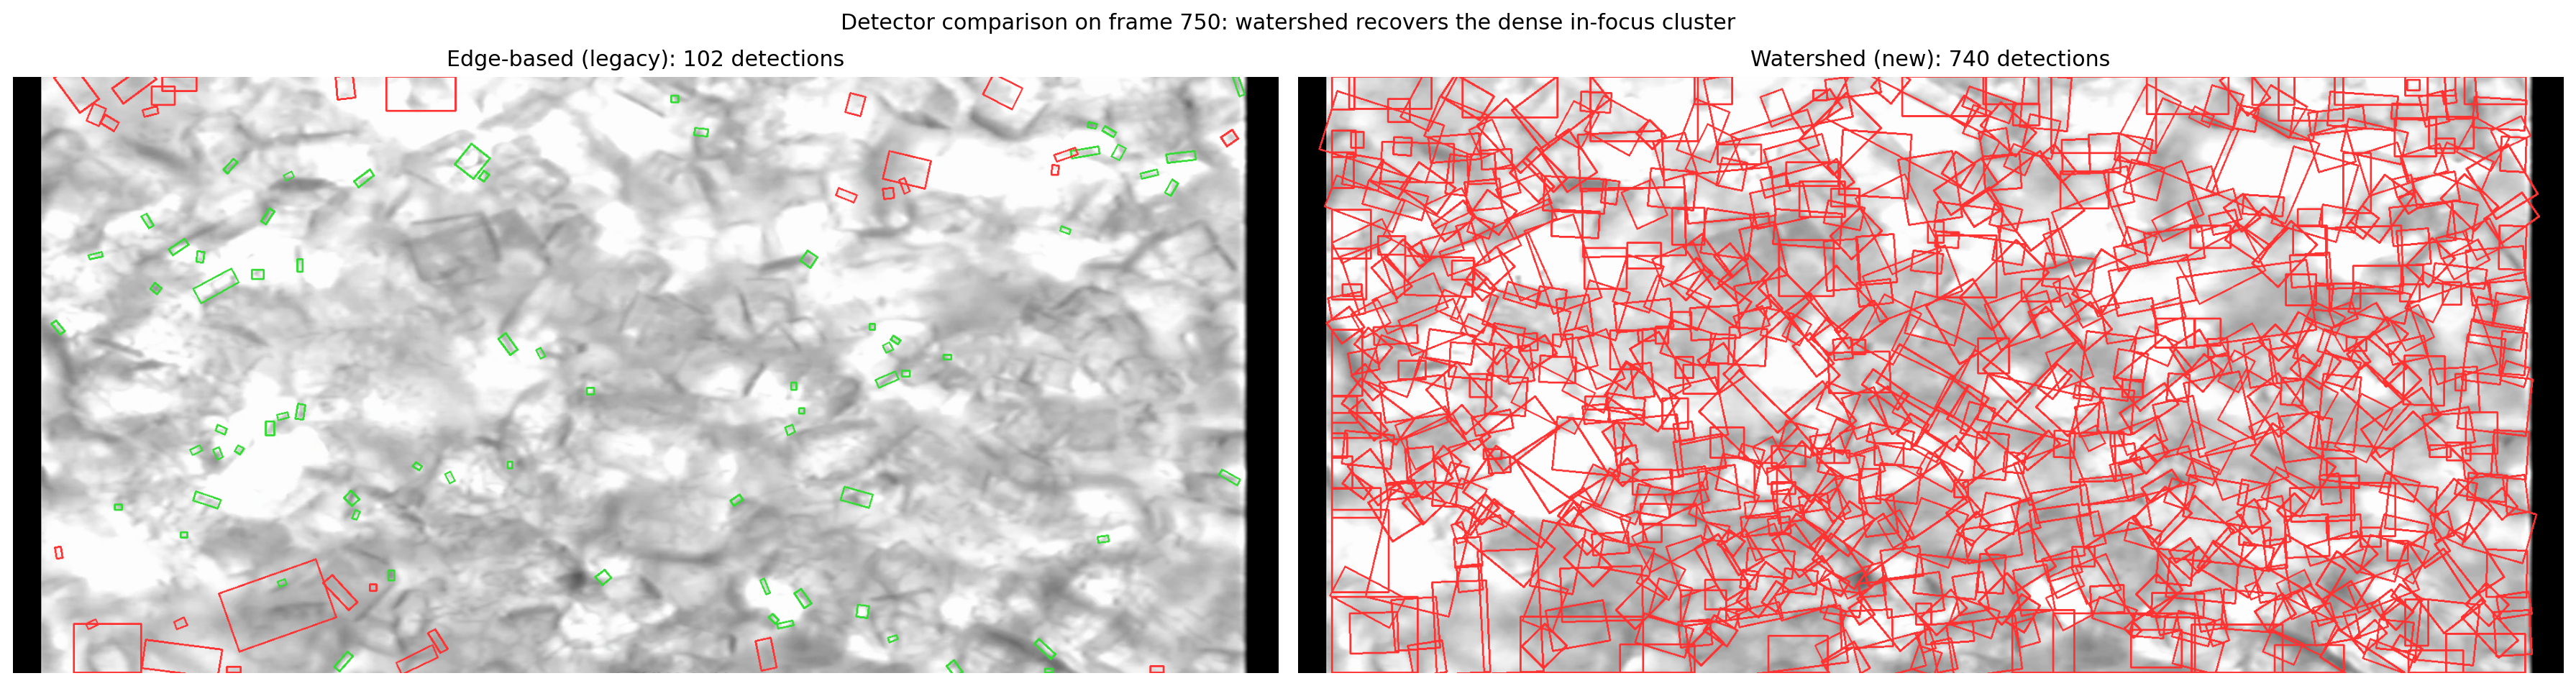 Detector comparison on frame 750: watershed recovers the dense in-focus cluster
Edge-based (legacy): 102 detections
Watershed (new): 740 detections